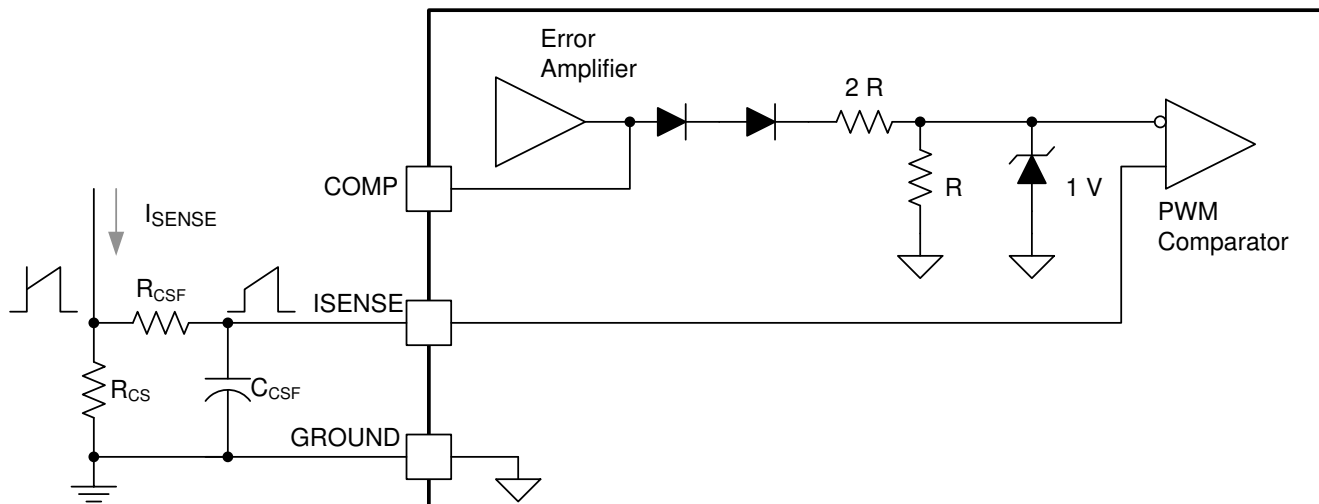 Error
Amplifier
2 R
COMP
R
1 V
PWM
Comparator
ISENSE
RCSF
ISENSE
RCS
CCSF
GROUND